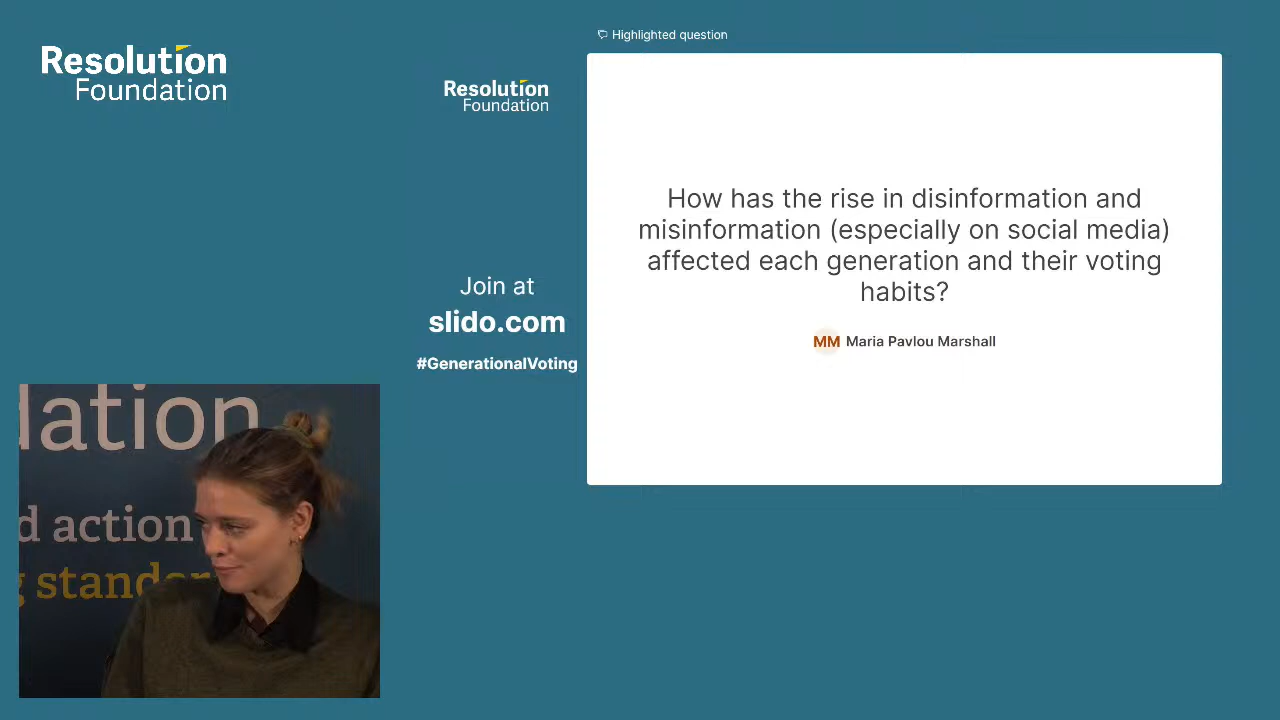 Resolution
Foundation
Highlighted question
Resolution
Foundation
How has the rise in disinformation and
misinformation (especially on social media)
affected each generation and their voting
habits?
MM Maria Pavlou Marshall
Join at
slido.com
#GenerationalVoting
dation
d action
g standar